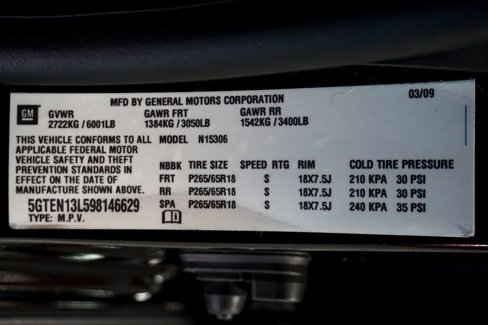 MFD BY GENERAL MOTORS CORPORATION 03/09
GM GVWR GAWR FRT GAWR RR
2722KG / 6001LB 1384KG / 3050LB 1542KG / 3400LB
THIS VEHICLE CONFORMS TO ALL MODEL N15306
APPLICABLE FEDERAL MOTOR
VEHICLE SAFETY AND THEFT
PREVENTION STANDARDS IN
EFFECT ON THE DATE OF
MANUFACTURE SHOWN ABOVE.
5GTEN13L598146629
TYPE: M.P.V.
NBBK TIRE SIZE SPEED RTG RIM COLD TIRE PRESSURE
FRT P265/65R18 S 18X7.5J 210 KPA 30 PSI
RR P265/65R18 S 18X7.5J 210 KPA 30 PSI
SPA P265/65R18 S 18X7.5J 240 KPA 35 PSI